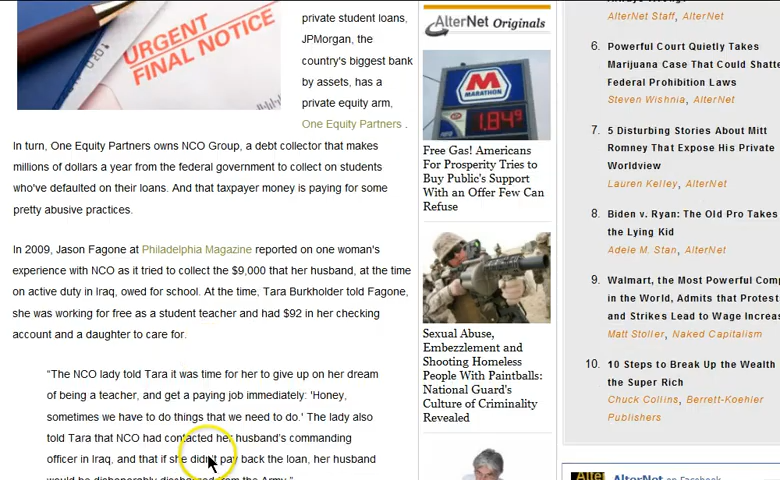 URGENT
FINAL NOTICE
private student loans,
JPMorgan, the
country's biggest bank
by assets, has a
private equity arm,
One Equity Partners .
In turn, One Equity Partners owns NCO Group, a debt collector that makes
millions of dollars a year from the federal government to collect on students
who've defaulted on their loans. And that taxpayer money is paying for some
pretty abusive practices.
In 2009, Jason Fagone at Philadelphia Magazine reported on one woman's
experience with NCO as it tried to collect the $9,000 that her husband, at the time
on active duty in Iraq, owed for school. At the time, Tara Burkholder told Fagone,
she was working for free as a student teacher and had $92 in her checking
account and a daughter to care for.
“The NCO lady told Tara it was time for her to give up on her dream
of being a teacher, and get a paying job immediately: 'Honey,
sometimes we have to do things that we need to do.' The lady also
told Tara that NCO had contacted her husband's commanding
officer in Iraq, and that if she didn't pay back the loan, her husband
would be dishonorably discharged from the Army.”
AlterNet Originals
MARATHON
1.84 9
Free Gas! Americans
For Prosperity Tries to
Buy Public's Support
With an Offer Few Can
Refuse
Sexual Abuse,
Embezzlement and
Shooting Homeless
People With Paintballs:
National Guard's
Culture of Criminality
Revealed
Always Wrong?
AlterNet Staff, AlterNet
6. Powerful Court Quietly Takes
Marijuana Case That Could Shatte
Federal Prohibition Laws
Steven Wishnia, AlterNet
7. 5 Disturbing Stories About Mitt
Romney That Expose His Private
Worldview
Lauren Kelley, AlterNet
8. Biden v. Ryan: The Old Pro Takes
the Lying Kid
Adele M. Stan, AlterNet
9. Walmart, the Most Powerful Comp
in the World, Admits that Protest
and Strikes Lead to Wage Increas
Matt Stoller, Naked Capitalism
10. 10 Steps to Break Up the Wealth
the Super Rich
Chuck Collins, Berrett-Koehler
Publishers
AlterNet on Facebook